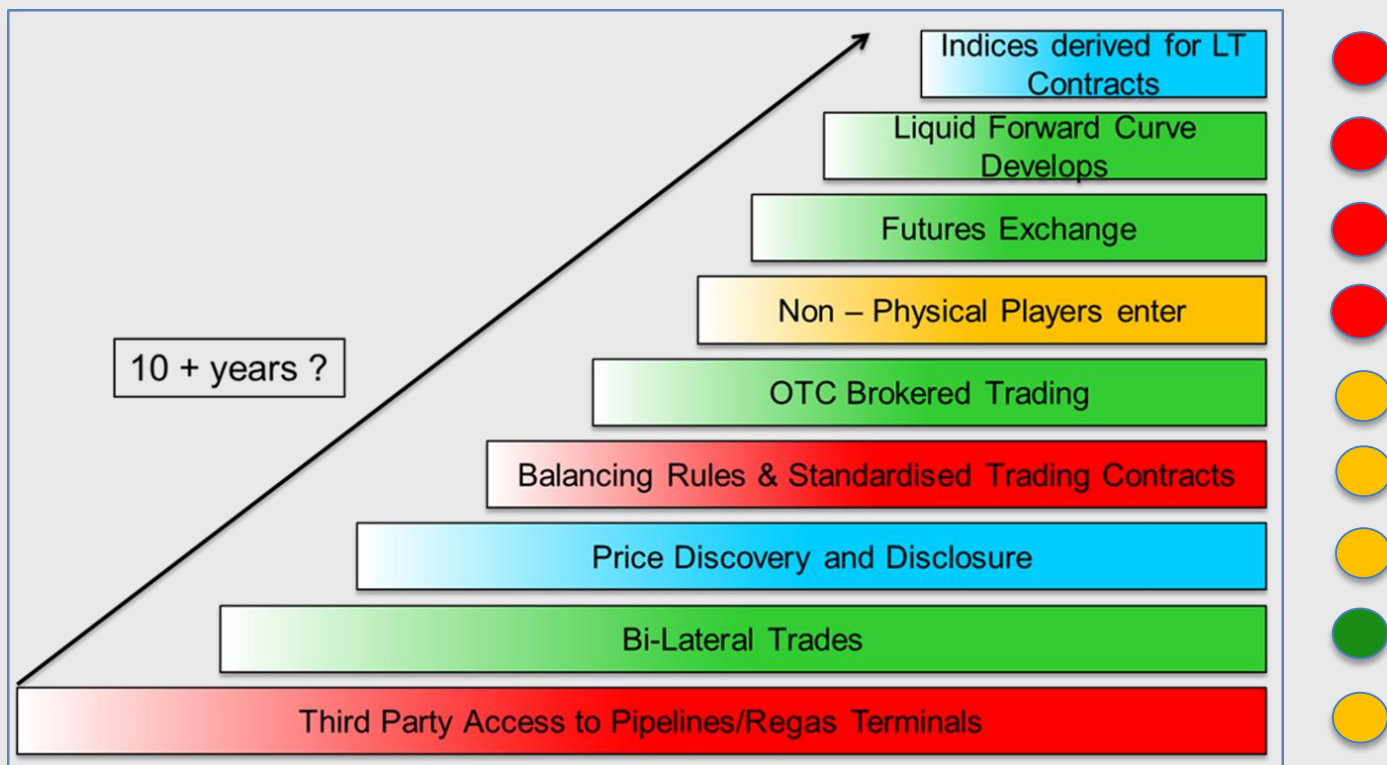 Indices derived for LT
Contracts
Liquid Forward Curve
Develops
Futures Exchange
Non – Physical Players enter
10 + years ?
OTC Brokered Trading
Balancing Rules & Standardised Trading Contracts
Price Discovery and Disclosure
Bi-Lateral Trades
Third Party Access to Pipelines/Regas Terminals